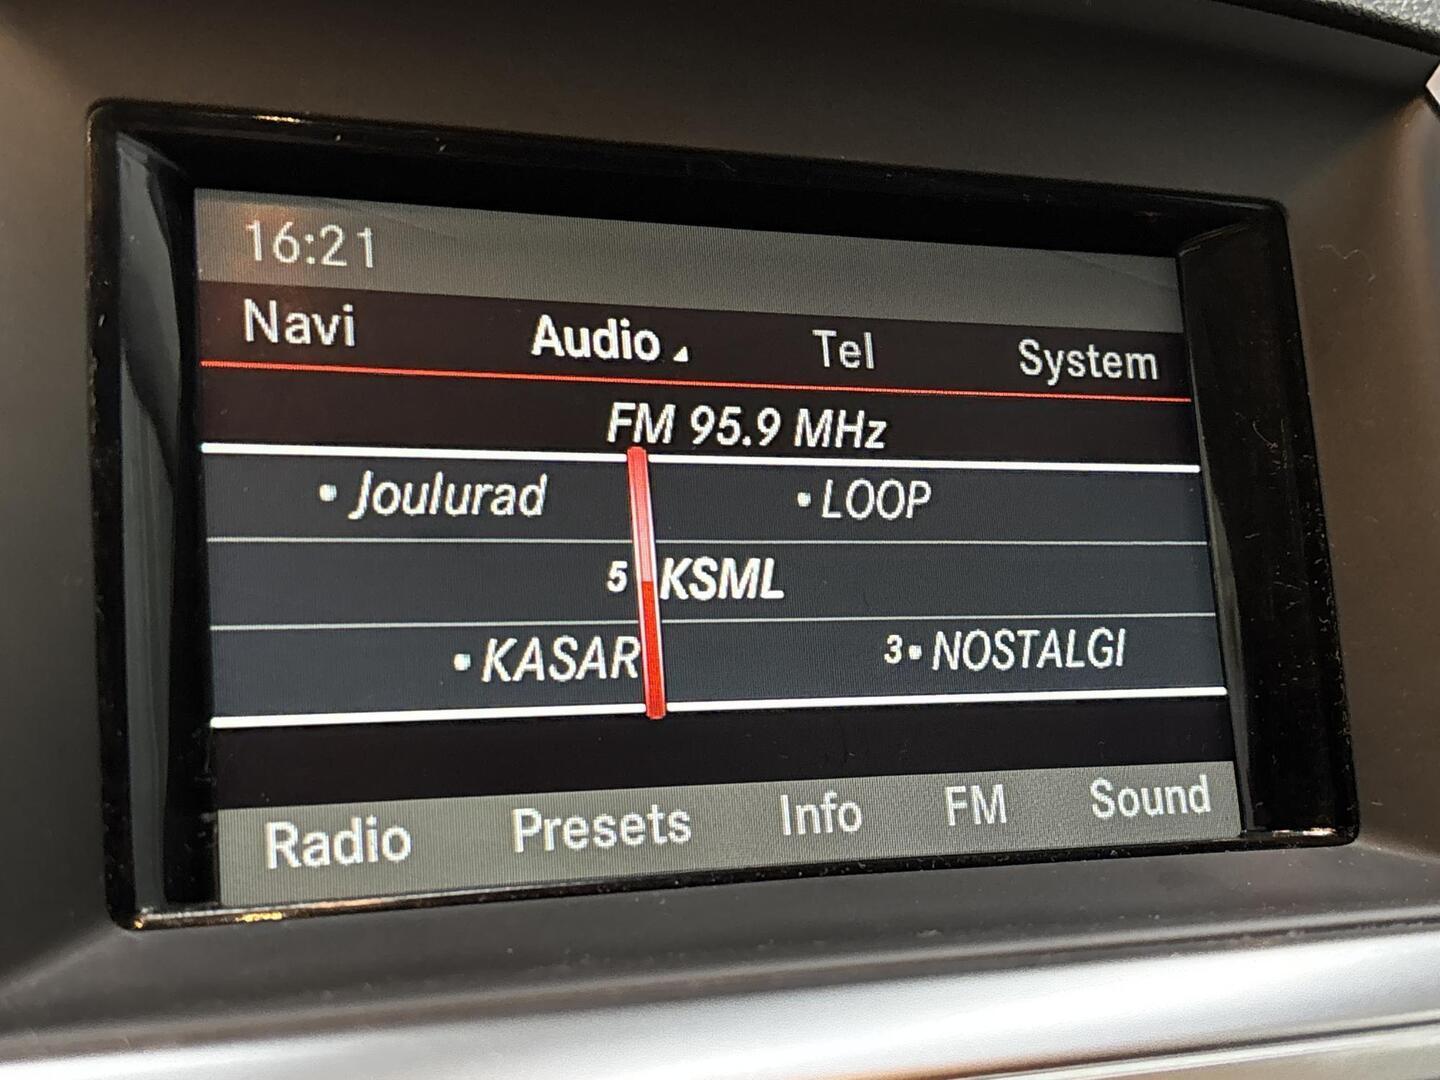 16:21
Navi Audio Tel System
FM 95.9 MHz
• Joulurad • LOOP
5 KSML
• KASAR 3• NOSTALGI
Radio Presets Info FM Sound